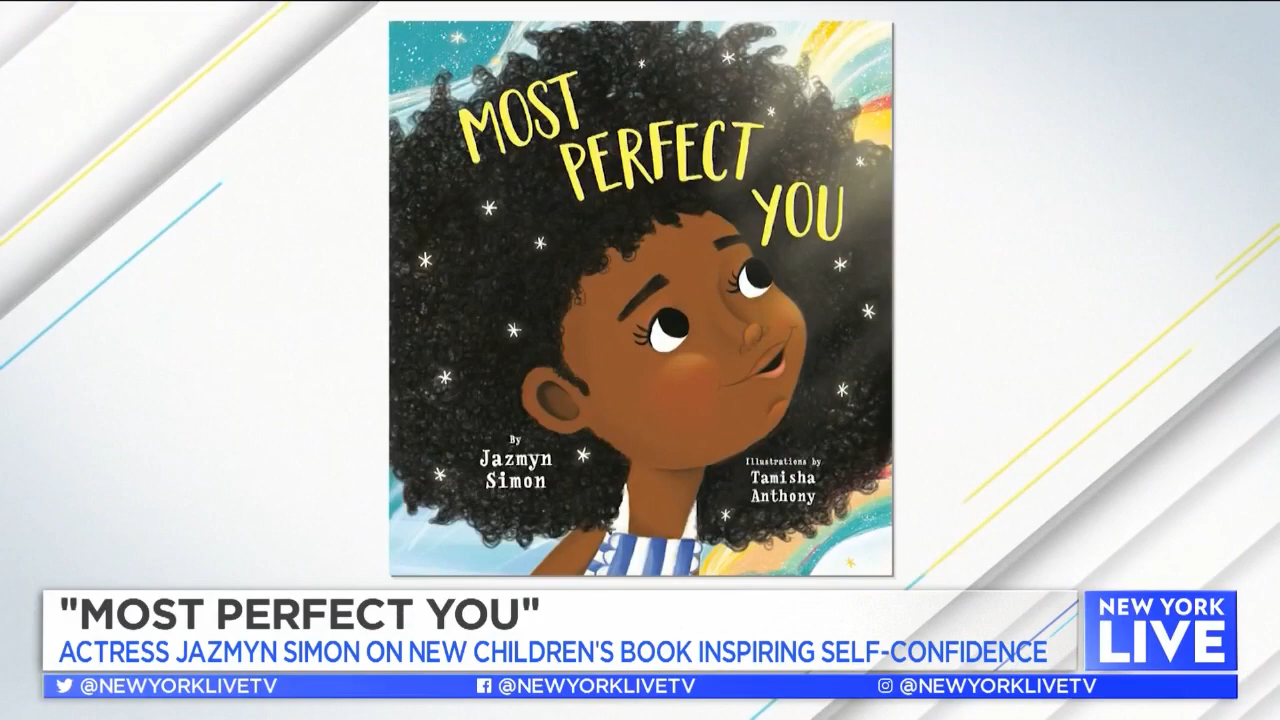 MOST
PERFECT
YOU
By
Jazmyn
Simon
Illustrations by
Tamisha
Anthony
"MOST PERFECT YOU"
ACTRESS JAZMYN SIMON ON NEW CHILDREN'S BOOK INSPIRING SELF-CONFIDENCE
NEW YORK
LIVE
@NEWYORKLIVETV
@NEWYORKLIVETV
@NEWYORKLIVETV